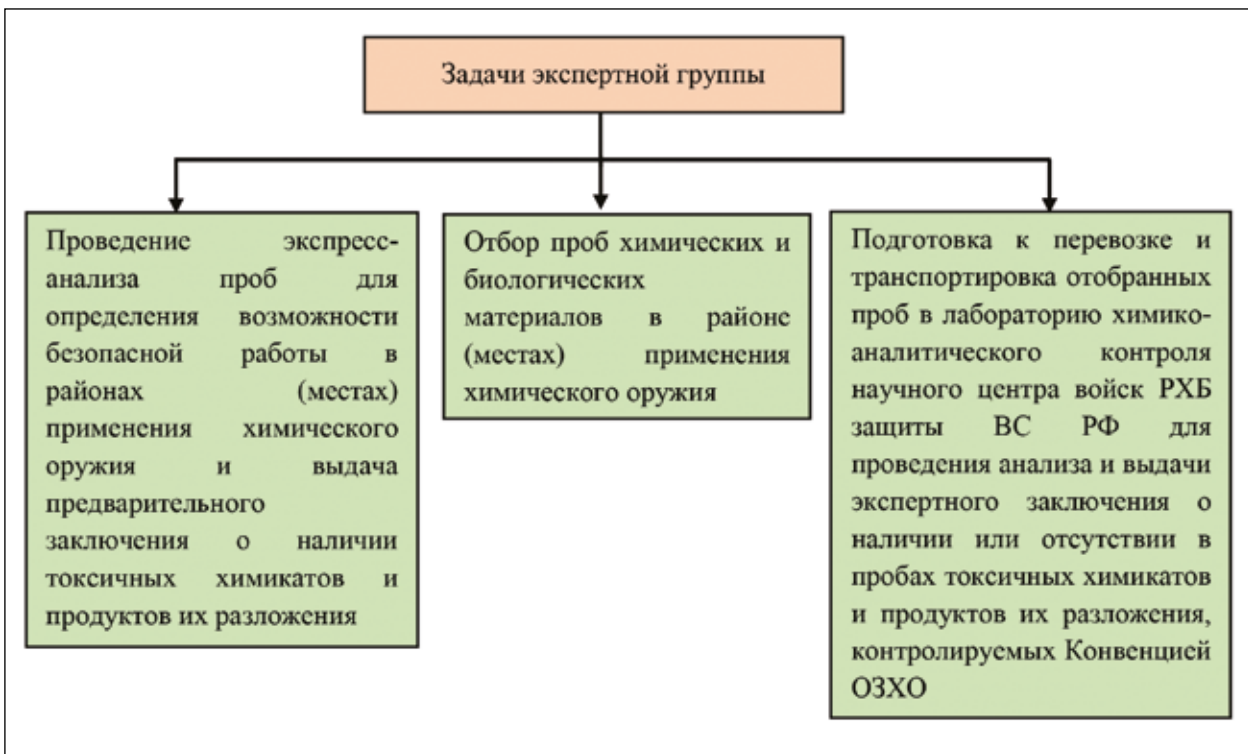 Задачи экспертной группы
Проведение экспресс-
анализа проб для
определения возможности
безопасной работы в
районах (местах)
применения химического
оружия и выдача
предварительного
заключения о наличии
токсичных химикатов и
продуктов их разложения
Отбор проб химических и
биологических
материалов в районе
(местах) применения
химического оружия
Подготовка к перевозке и
транспортировка отобранных
проб в лабораторию химико-
аналитического контроля
научного центра войск РХБ
защиты ВС РФ для
проведения анализа и выдачи
экспертного заключения о
наличии или отсутствии в
пробах токсичных химикатов
и продуктов их разложения,
контролируемых Конвенцией
ОЗХО